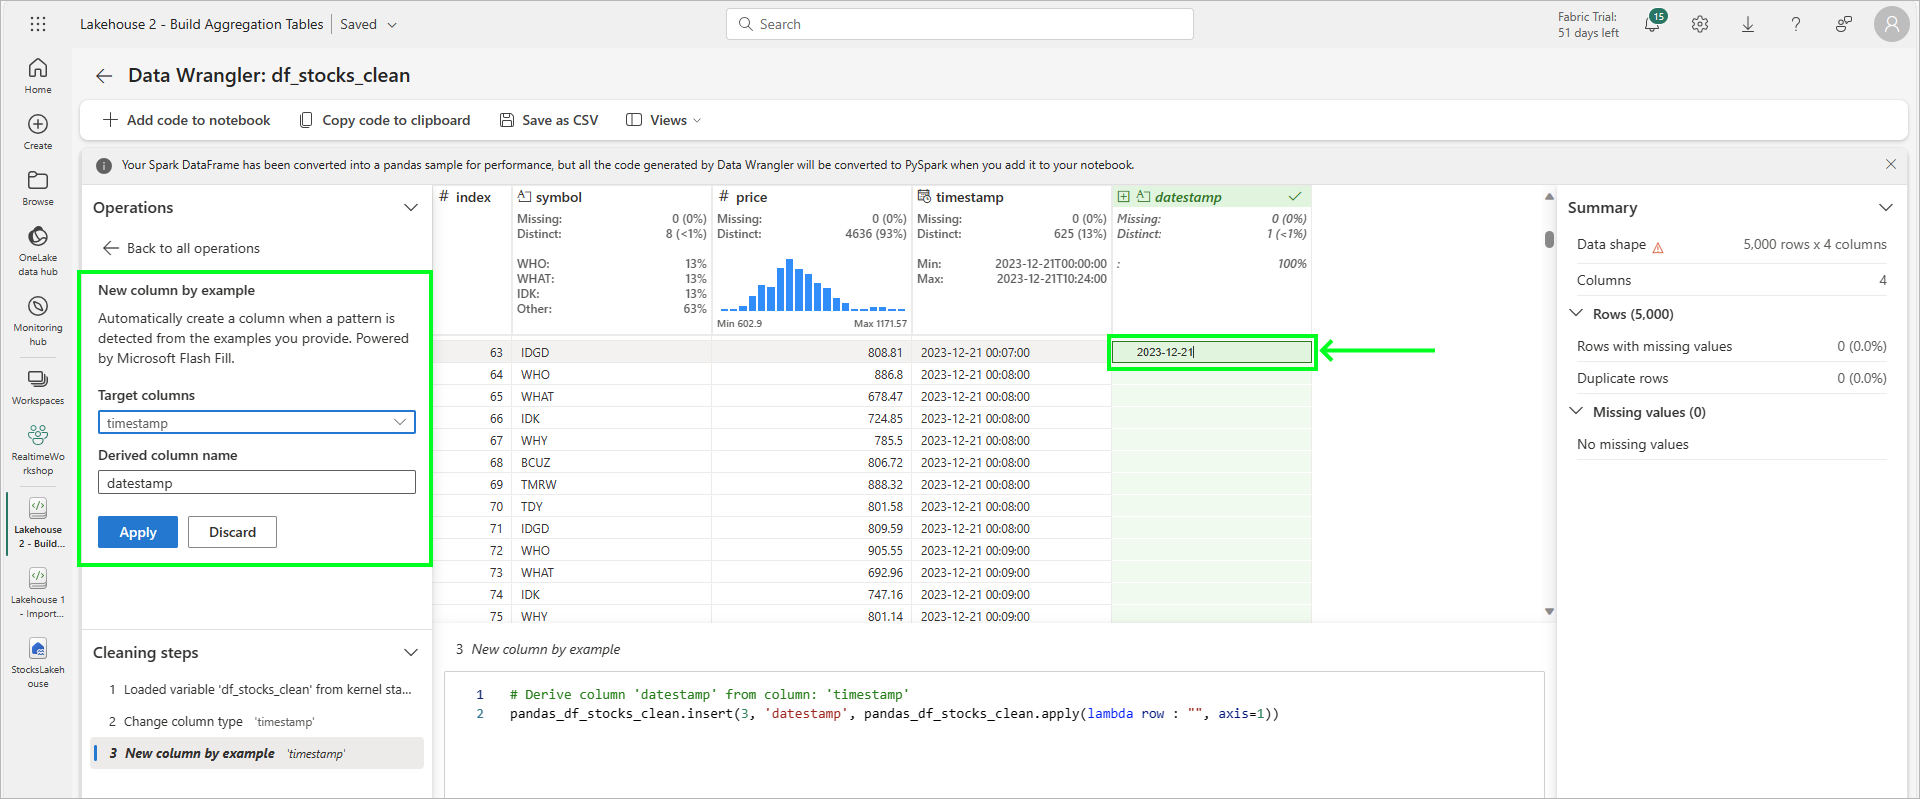 Lakehouse 2 - Build Aggregation Tables | Saved
Search
Fabric Trial:
51 days left
15
Home
Create
Browse
OneLake
data hub
Monitoring
hub
Workspaces
RealtimeWo
rkshop
Lakehouse
2 - Build...
Lakehouse 1
- Import...
StocksLakeh
ouse
Data Wrangler: df_stocks_clean
Add code to notebook
Copy code to clipboard
Save as CSV
Views
Your Spark DataFrame has been converted into a pandas sample for performance, but all the code generated by Data Wrangler will be converted to PySpark when you add it to your notebook.
Operations
Back to all operations
New column by example
Automatically create a column when a pattern is
detected from the examples you provide. Powered
by Microsoft Flash Fill.
Target columns
timestamp
Derived column name
datestamp
Apply
Discard
Cleaning steps
1 Loaded variable 'df_stocks_clean' from kernel sta...
2 Change column type 'timestamp'
3 New column by example 'timestamp'
# index
symbol
Missing: 0 (0%)
Distinct: 8 (<1%)
WHO: 13%
WHAT: 13%
IDK: 13%
Other: 63%
# price
Missing: 0 (0%)
Distinct: 4636 (93%)
Min 602.9 Max 1171.57
timestamp
Missing: 0 (0%)
Distinct: 625 (13%)
Min: 2023-12-21T00:00:00
Max: 2023-12-21T10:24:00
datestamp
Missing: 0 (0%)
Distinct: 1 (<1%)
: 100%
63 IDGD 808.81 2023-12-21 00:07:00 2023-12-21
64 WHO 886.8 2023-12-21 00:08:00
65 WHAT 678.47 2023-12-21 00:08:00
66 IDK 724.85 2023-12-21 00:08:00
67 WHY 785.5 2023-12-21 00:08:00
68 BCUZ 806.72 2023-12-21 00:08:00
69 TMRW 888.32 2023-12-21 00:08:00
70 TDY 801.58 2023-12-21 00:08:00
71 IDGD 809.59 2023-12-21 00:08:00
72 WHO 905.55 2023-12-21 00:09:00
73 WHAT 692.96 2023-12-21 00:09:00
74 IDK 747.16 2023-12-21 00:09:00
75 WHY 801.14 2023-12-21 00:09:00
3 New column by example
1 # Derive column 'datestamp' from column: 'timestamp'
2 pandas_df_stocks_clean.insert(3, 'datestamp', pandas_df_stocks_clean.apply(lambda row : "", axis=1))
Summary
Data shape 5,000 rows x 4 columns
Columns 4
Rows (5,000)
Rows with missing values 0 (0.0%)
Duplicate rows 0 (0.0%)
Missing values (0)
No missing values